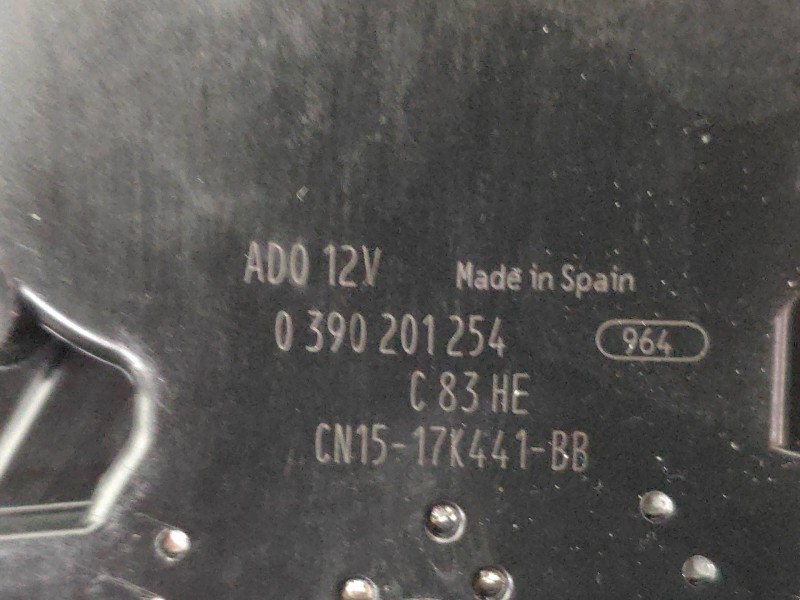 ADO 12V Made in Spain
0 390 201 254 964
C 83 HE
CN15-17K441-BB